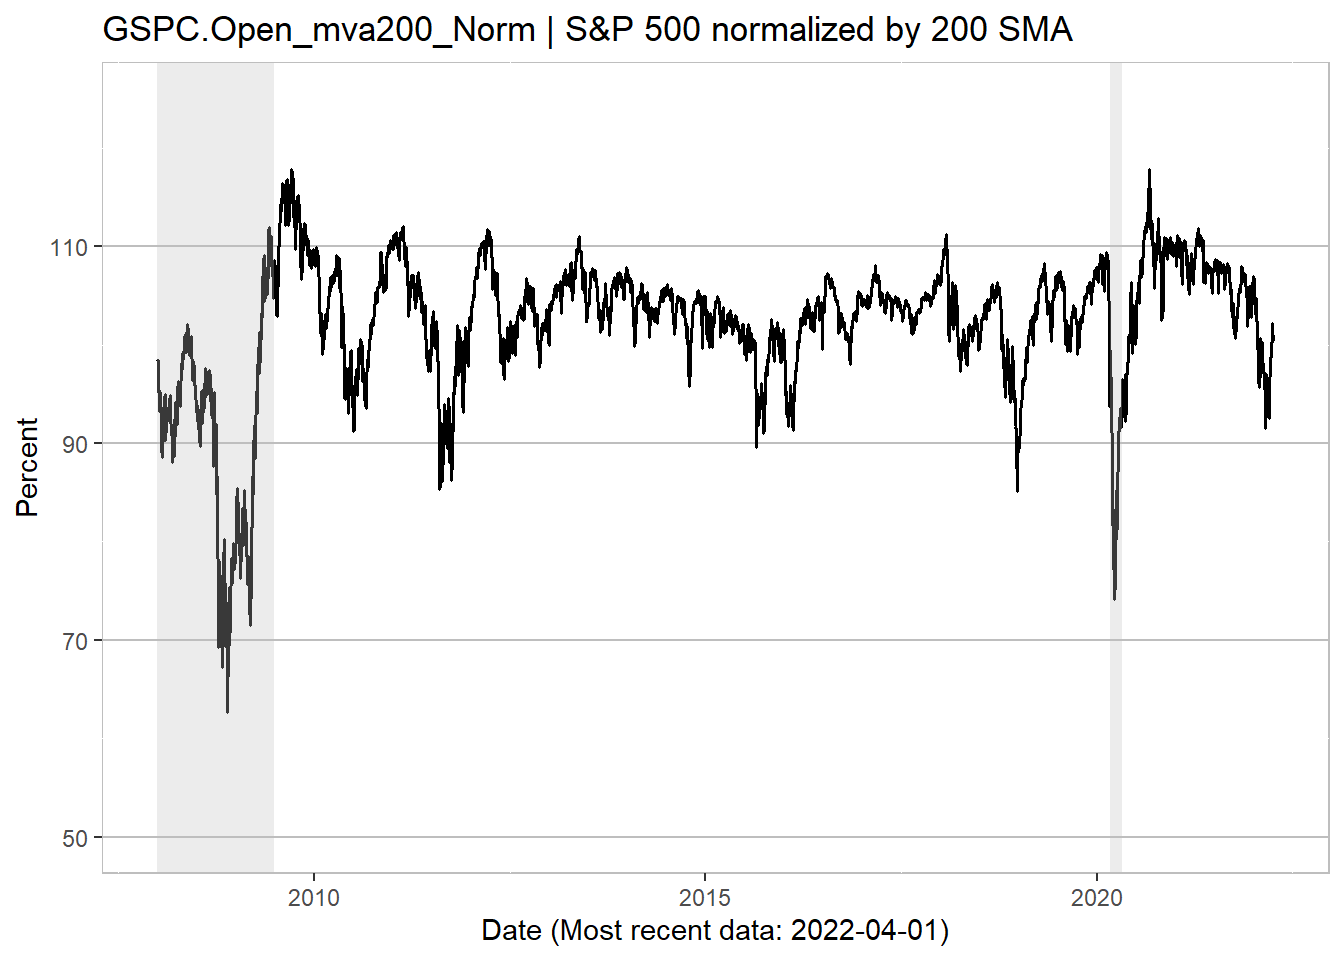 GSPC.Open_mva200_Norm | S&P 500 normalized by 200 SMA
110
90
70
50
Percent
2010
2015
2020
Date (Most recent data: 2022-04-01)